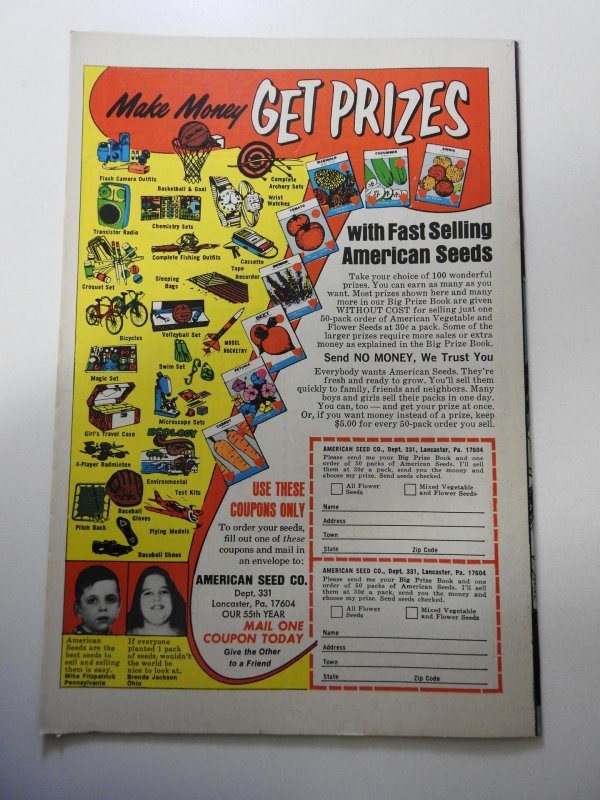 Make Money GET PRIZES
Flash Camera Outfits
Basketball & Goal
Complete
Archery Sets
Wrist
Watches
Transistor Radio
Chemistry Sets
Complete Fishing Outfits
Cassette
Tape
Recorder
Croquet Set
Sleeping
Bags
Bicycles
Volleyball Set
MODEL
ROCKETRY
Swim Set
Magic Set
Girl's Travel Case
Microscope Sets
ECOLOGY
4-Player Badminton
Environmental
Test Kits
Pitch Back
Baseball
Gloves
Flying Models
Baseball Shoes
MARIGOLD
CUCUMBER
ZINNIA
TOMATO
BEET
PETUNIA
CARROT
with Fast Selling
American Seeds
Take your choice of 100 wonderful
prizes. You can earn as many as you
want. Most prizes shown here and many
more in our Big Prize Book are given
WITHOUT COST for selling just one
50-pack order of American Vegetable and
Flower Seeds at 30¢ a pack. Some of the
larger prizes require more sales or extra
money as explained in the Big Prize Book.
Send NO MONEY, We Trust You
Everybody wants American Seeds. They're
fresh and ready to grow. You'll sell them
quickly to family, friends and neighbors. Many
boys and girls sell their packs in one day.
You can, too — and get your prize at once.
Or, if you want money instead of a prize, keep
$5.00 for every 50-pack order you sell.
USE THESE
COUPONS ONLY
To order your seeds,
fill out one of these
coupons and mail in
an envelope to:
AMERICAN SEED CO.
Dept. 331
Lancaster, Pa. 17604
OUR 55th YEAR
MAIL ONE
COUPON TODAY
Give the Other
to a Friend
American
Seeds are the
best seeds to
sell and selling
them is easy.
Mike Fitzpatrick
Pennsylvania
If everyone
planted 1 pack
of seeds, wouldn't
the world be
nice to look at.
Brenda Jackson
Ohio
AMERICAN SEED CO., Dept. 331, Lancaster, Pa. 17604
Please send me your Big Prize Book and one
order of 50 packs of American Seeds. I'll sell
them at 30¢ a pack, send you the money and
choose my prize. Send seeds checked.
All Flower
Seeds
Mixed Vegetable
and Flower Seeds
Name
Address
Town
State Zip Code
AMERICAN SEED CO., Dept. 331, Lancaster, Pa. 17604
Please send me your Big Prize Book and one
order of 50 packs of American Seeds. I'll sell
them at 30¢ a pack, send you the money and
choose my prize. Send seeds checked.
All Flower
Seeds
Mixed Vegetable
and Flower Seeds
Name
Address
Town
State Zip Code